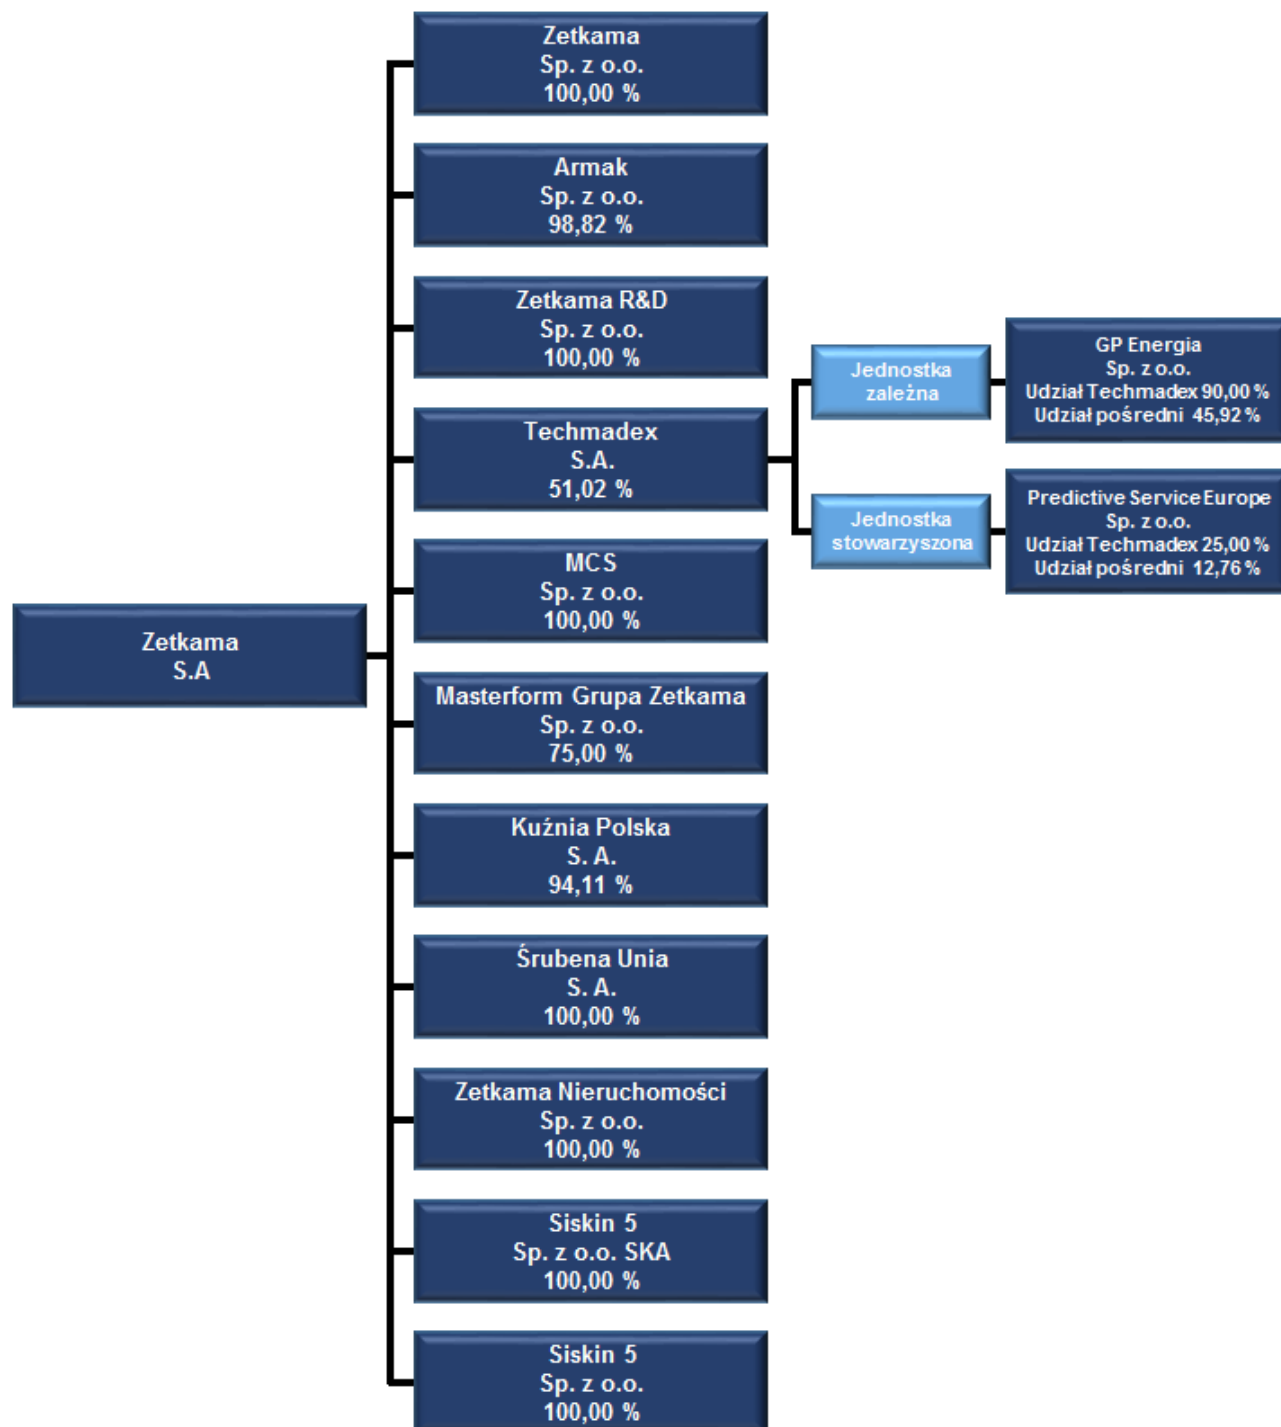 Zetkama
S.A
Zetkama
Sp. z o.o.
100,00 %
Armak
Sp. z o.o.
98,82 %
Zetkama R&D
Sp. z o.o.
100,00 %
Techmadex
S.A.
51,02 %
Jednostka
zależna
GP Energia
Sp. z o.o.
Udział Techmadex 90,00 %
Udział pośredni 45,92 %
Jednostka
stowarzyszona
Predictive Service Europe
Sp. z o.o.
Udział Techmadex 25,00 %
Udział pośredni 12,76 %
MCS
Sp. z o.o.
100,00 %
Masterform Grupa Zetkama
Sp. z o.o.
75,00 %
Kuźnia Polska
S. A.
94,11 %
Śrubena Unia
S. A.
100,00 %
Zetkama Nieruchomości
Sp. z o.o.
100,00 %
Siskin 5
Sp. z o.o. SKA
100,00 %
Siskin 5
Sp. z o.o.
100,00 %